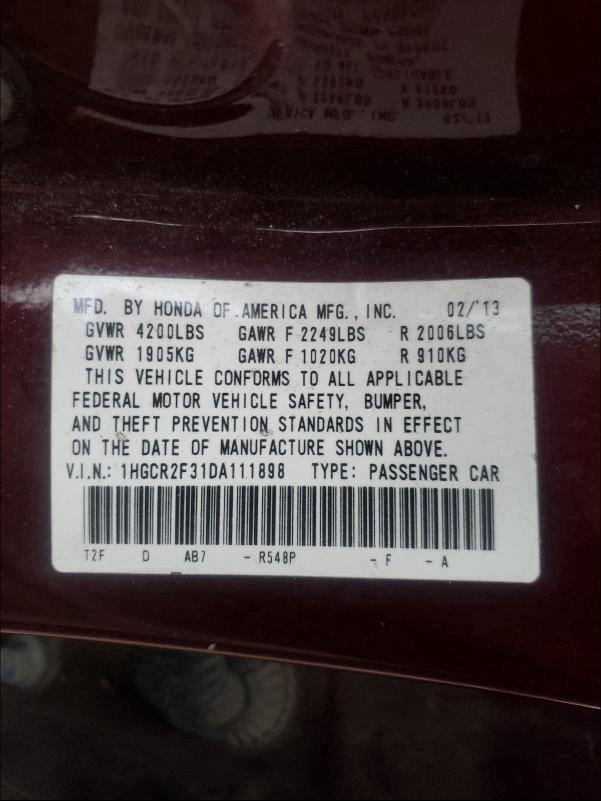 MFD. BY HONDA OF AMERICA MFG., INC. 02/'13
GVWR 4200LBS GAWR F 2249LBS R 2006LBS
GVWR 1905KG GAWR F 1020KG R 910KG
THIS VEHICLE CONFORMS TO ALL APPLICABLE
FEDERAL MOTOR VEHICLE SAFETY, BUMPER,
AND THEFT PREVENTION STANDARDS IN EFFECT
ON THE DATE OF MANUFACTURE SHOWN ABOVE.
V.I.N.: 1HGCR2F31DA111898 TYPE: PASSENGER CAR
T2F D AB7 - R548P - F - A